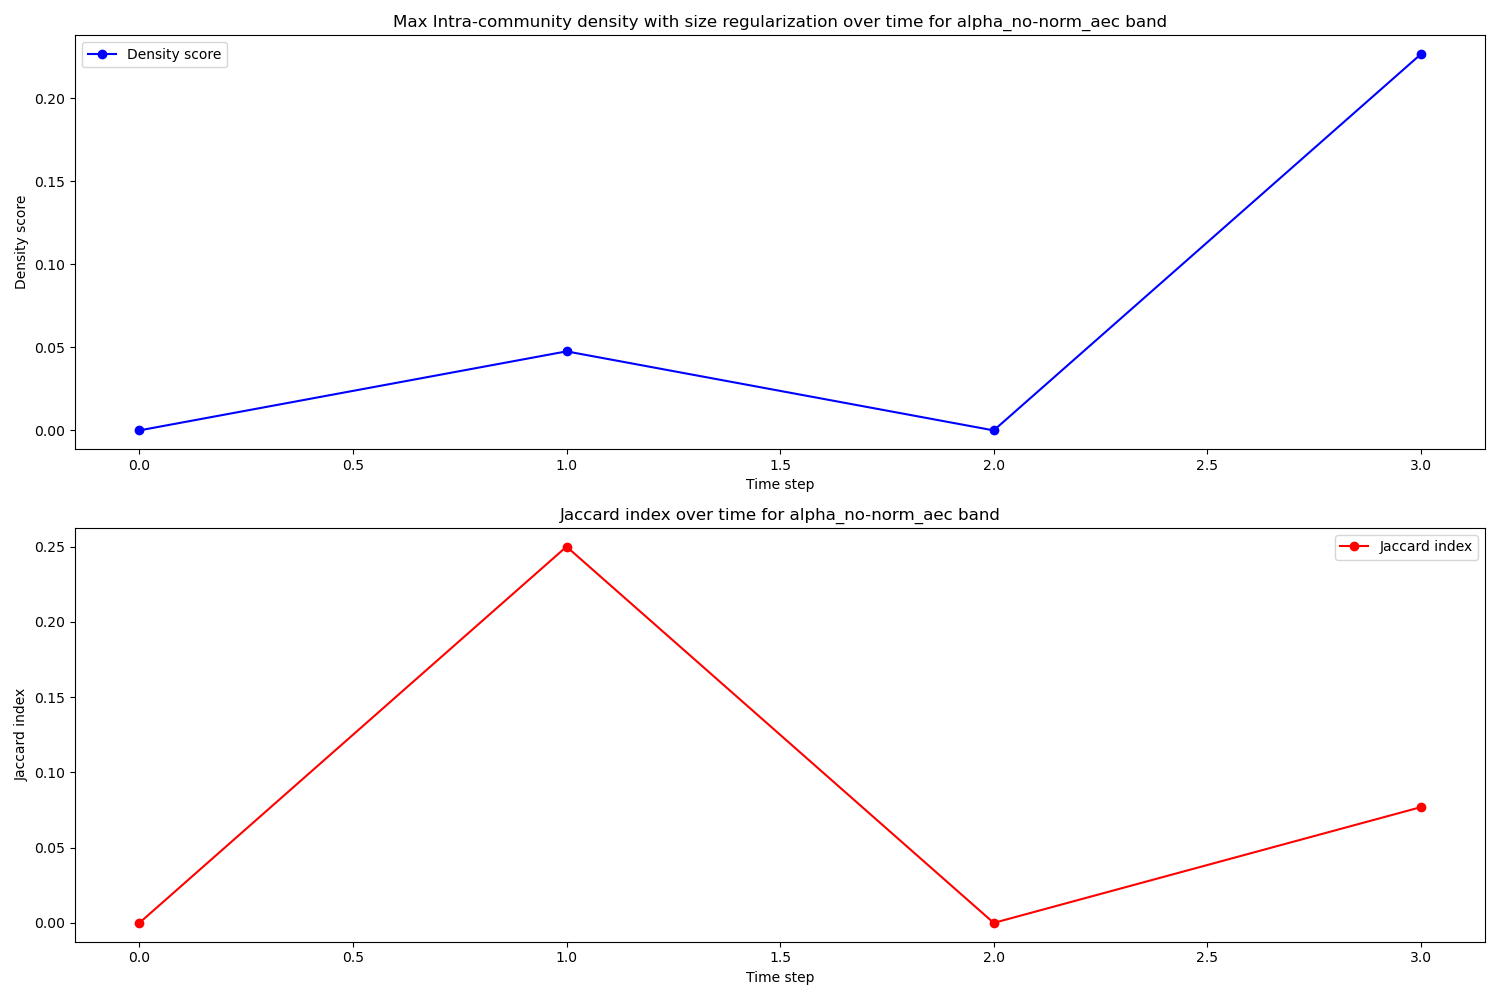 Max Intra-community density with size regularization over time for alpha_no-norm_aec band
Density score
0.20
0.15
0.10
0.05
0.00
Density score
0.0 0.5 1.0 1.5 2.0 2.5 3.0
Time step
Jaccard index over time for alpha_no-norm_aec band
Jaccard index
0.25
0.20
0.15
0.10
0.05
0.00
Jaccard index
0.0 0.5 1.0 1.5 2.0 2.5 3.0
Time step